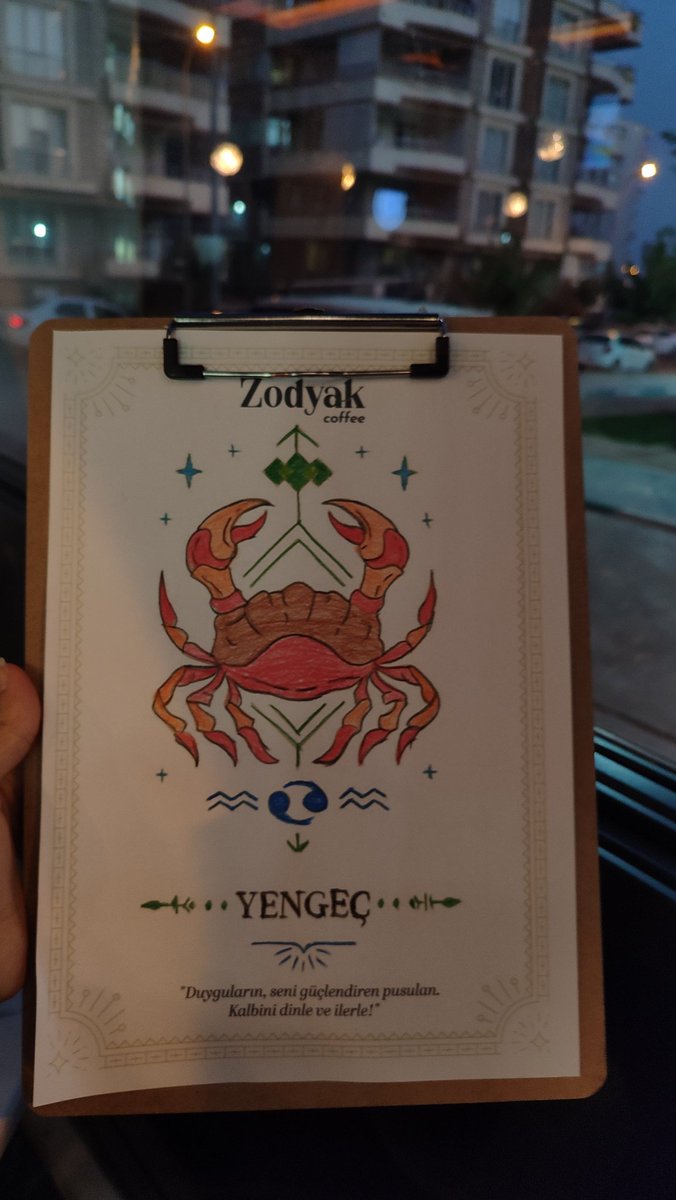 Zodyak
coffee
YENGEÇ
"Duyguların, seni güçlendiren pusulan.
Kalbini dinle ve ilerle!"